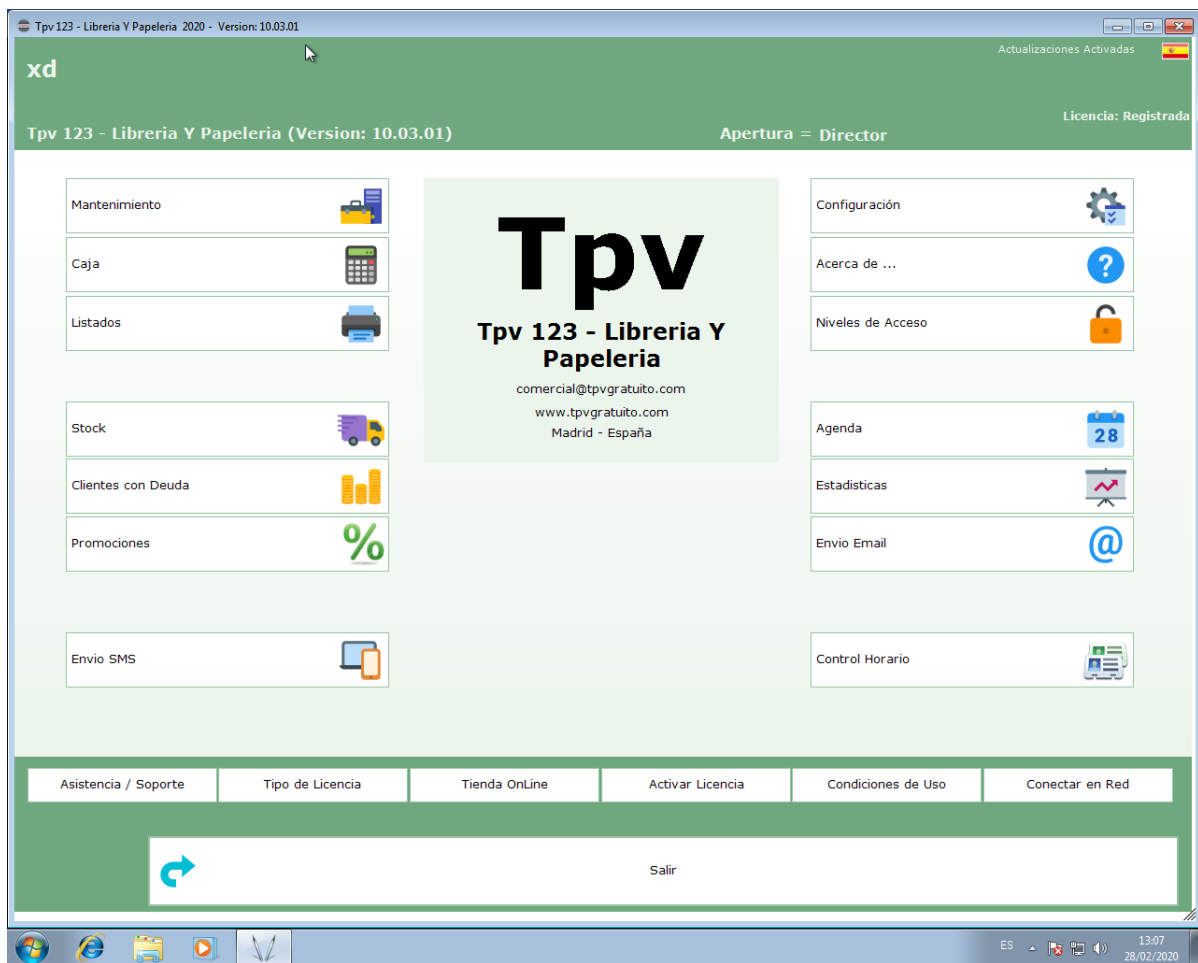 Tpv 123 - Libreria Y Papeleria 2020 - Version: 10.03.01
Actualizaciones Activadas
xd
Licencia: Registrada
Tpv 123 - Libreria Y Papeleria (Version: 10.03.01)
Apertura = Director
Mantenimiento
Caja
Listados
Stock
Clientes con Deuda
Promociones
Envio SMS
Tpv
Tpv 123 - Libreria Y
Papeleria
comercial@tpvgratuito.com
www.tpvgratuito.com
Madrid - España
Configuración
Acerca de ...
?
Niveles de Acceso
Agenda
28
Estadisticas
Envio Email
@
Control Horario
Asistencia / Soporte
Tipo de Licencia
Tienda OnLine
Activar Licencia
Condiciones de Uso
Conectar en Red
Salir
ES
13:07
28/02/2020